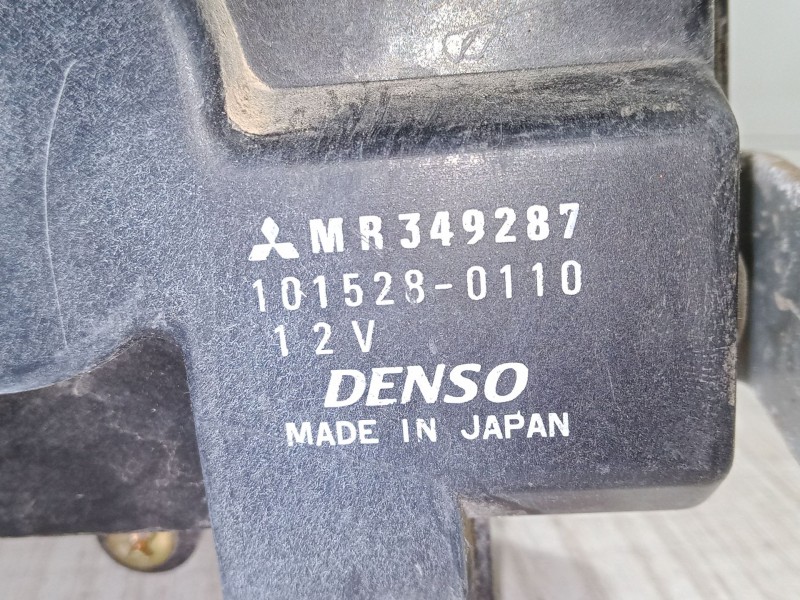 MR349287
101528-0110
12V
DENSO
MADE IN JAPAN